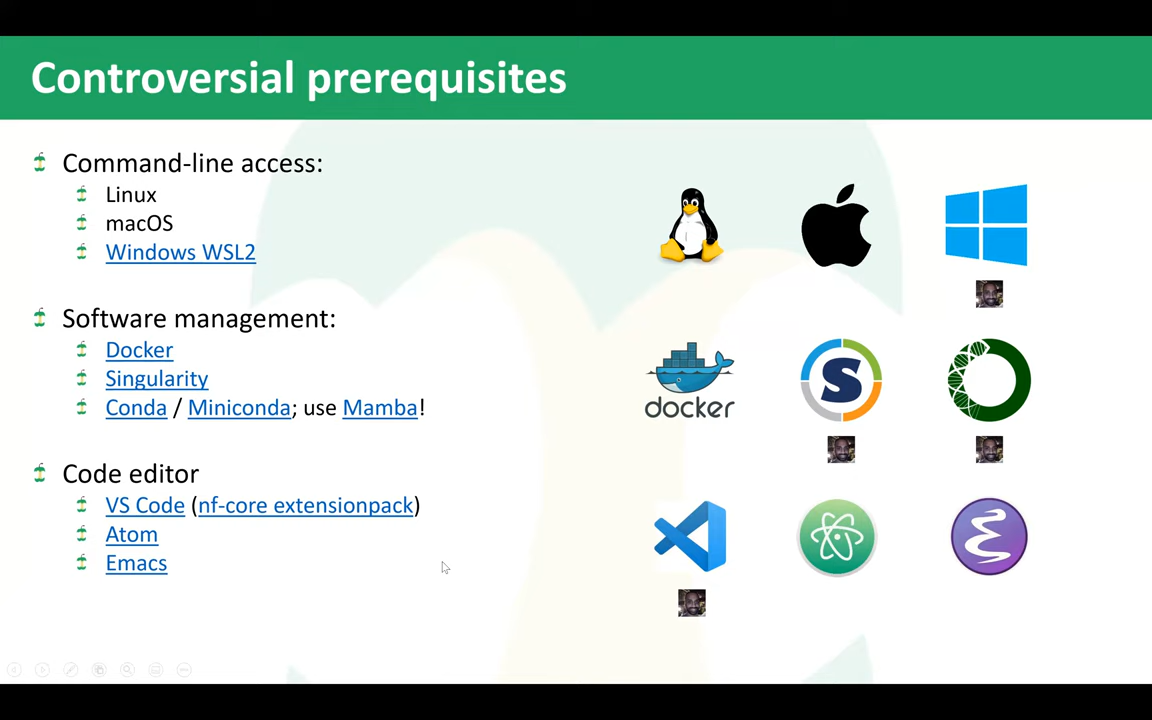 Controversial prerequisites
Command-line access:
Linux
macOS
Windows WSL2
Software management:
Docker
Singularity
Conda / Miniconda; use Mamba!
Code editor
VS Code (nf-core extensionpack)
Atom
Emacs
docker
S